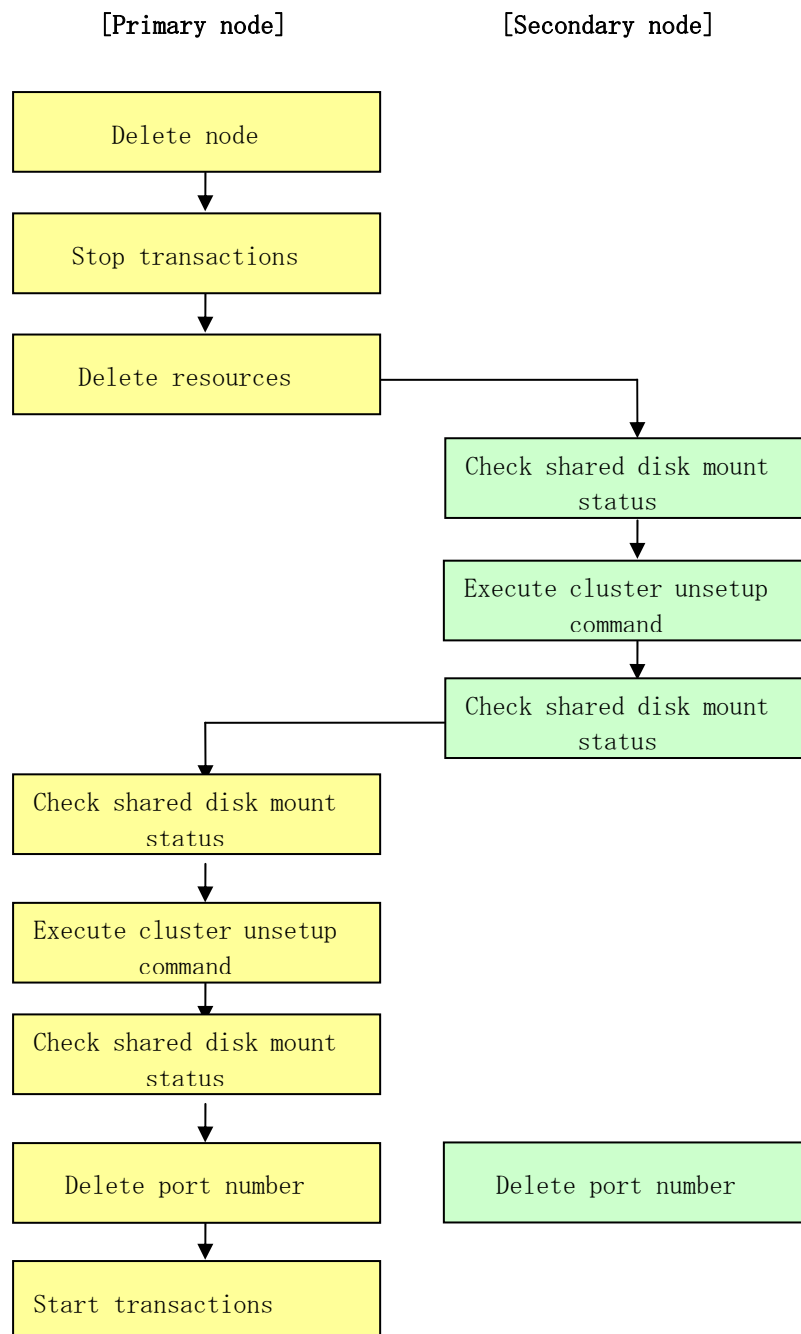 [Primary node] [Secondary node]
Delete node
Stop transactions
Delete resources
Check shared disk mount
status
Execute cluster unsetup
command
Check shared disk mount
status
Check shared disk mount
status
Execute cluster unsetup
command
Check shared disk mount
status
Delete port number
Delete port number
Start transactions